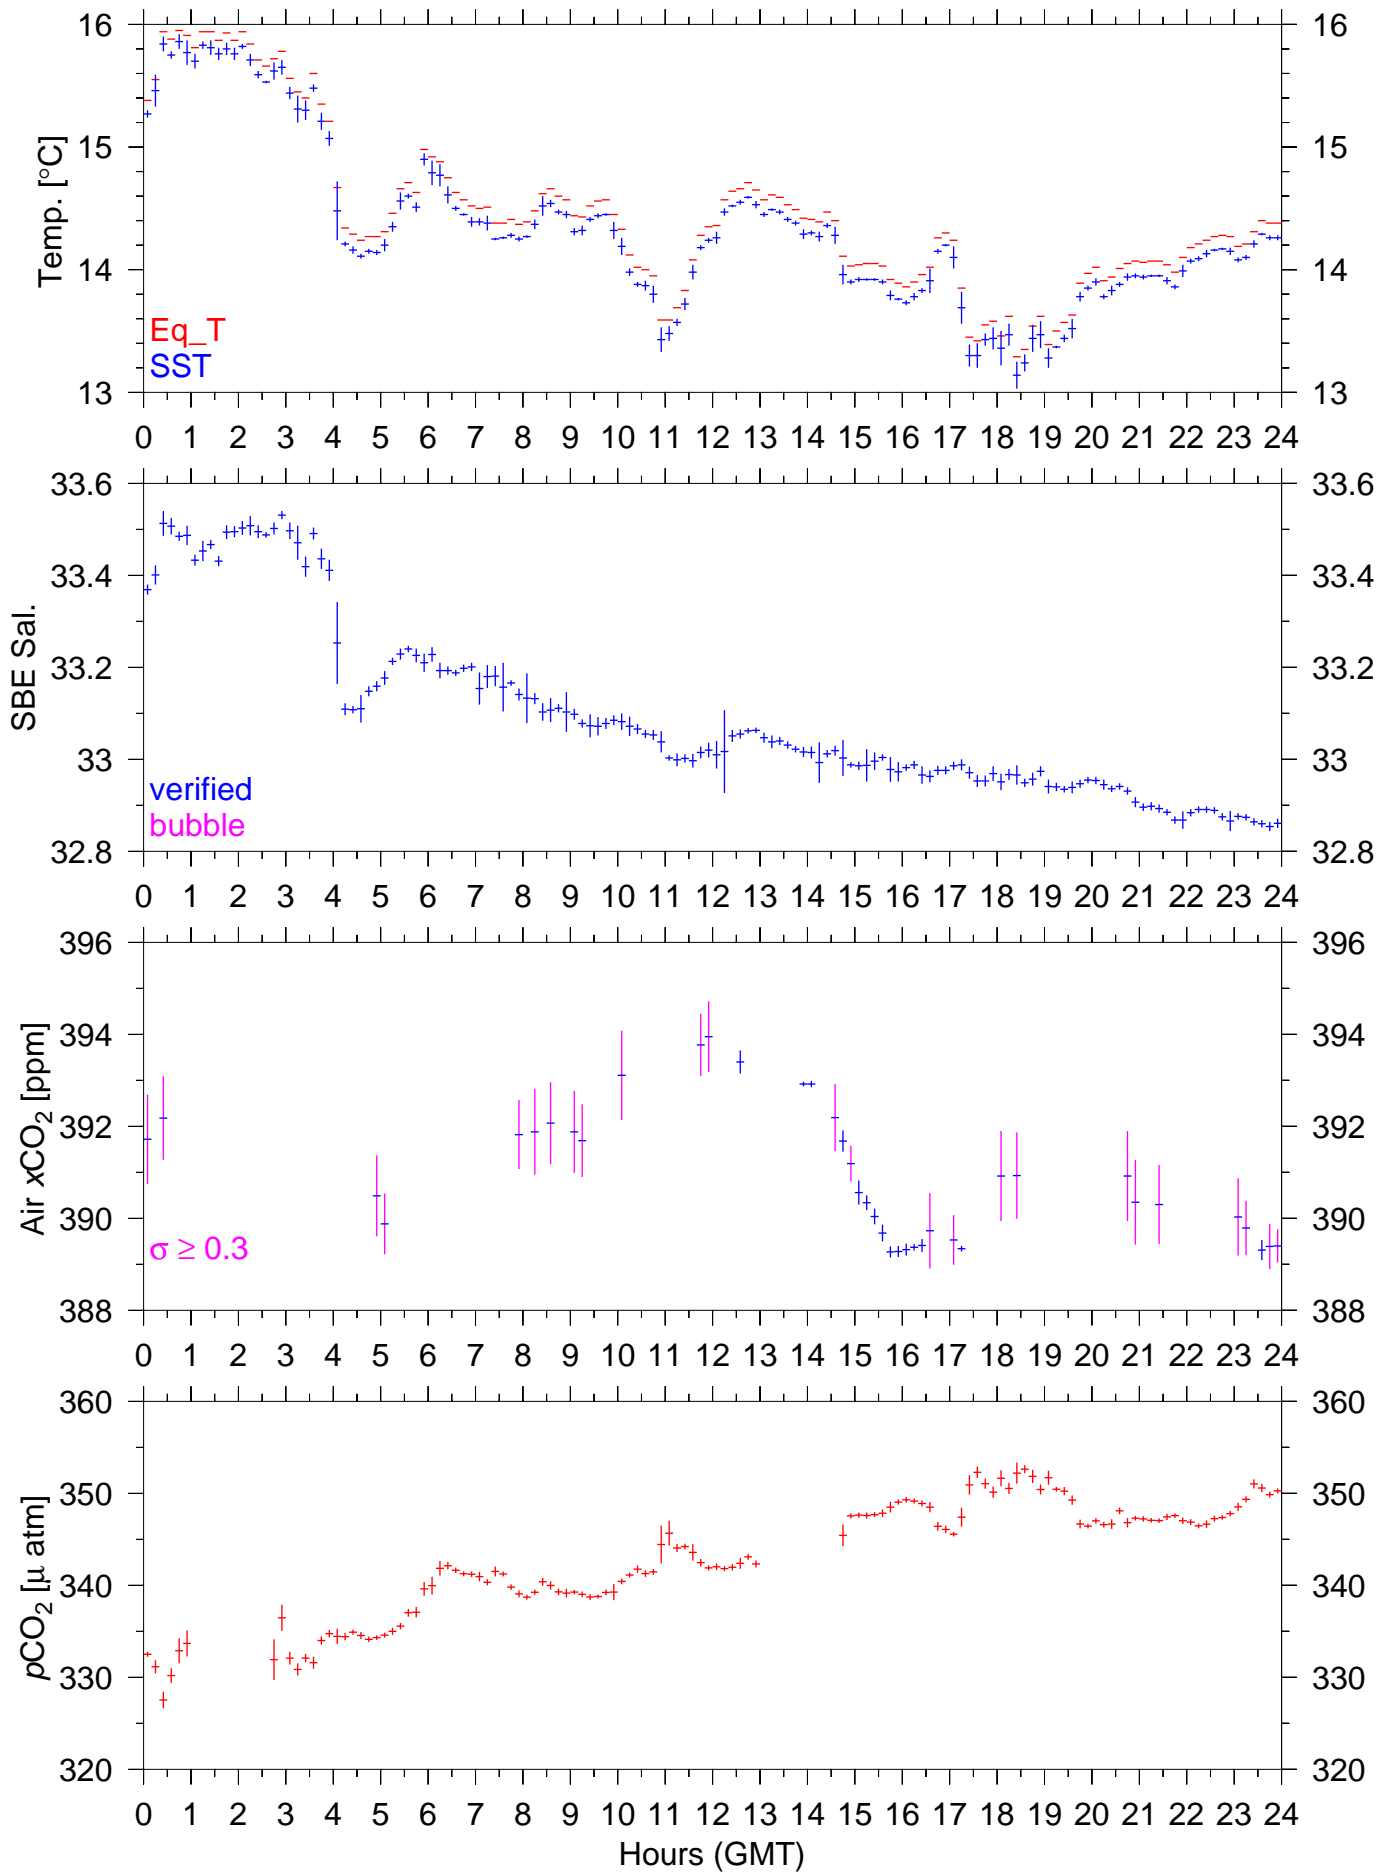 16 16
15 15
14 14
13 13
Temp. [°C]
Eq_T
SST
0 1 2 3 4 5 6 7 8 9 10 11 12 13 14 15 16 17 18 19 20 21 22 23 24
33.6 33.6
33.4 33.4
33.2 33.2
33 33
32.8 32.8
SBE Sal.
verified
bubble
0 1 2 3 4 5 6 7 8 9 10 11 12 13 14 15 16 17 18 19 20 21 22 23 24
396 396
394 394
392 392
390 390
388 388
Air xCO₂ [ppm]
σ ≥ 0.3
0 1 2 3 4 5 6 7 8 9 10 11 12 13 14 15 16 17 18 19 20 21 22 23 24
360 360
350 350
340 340
330 330
320 320
pCO₂ [μ atm]
0 1 2 3 4 5 6 7 8 9 10 11 12 13 14 15 16 17 18 19 20 21 22 23 24
Hours (GMT)